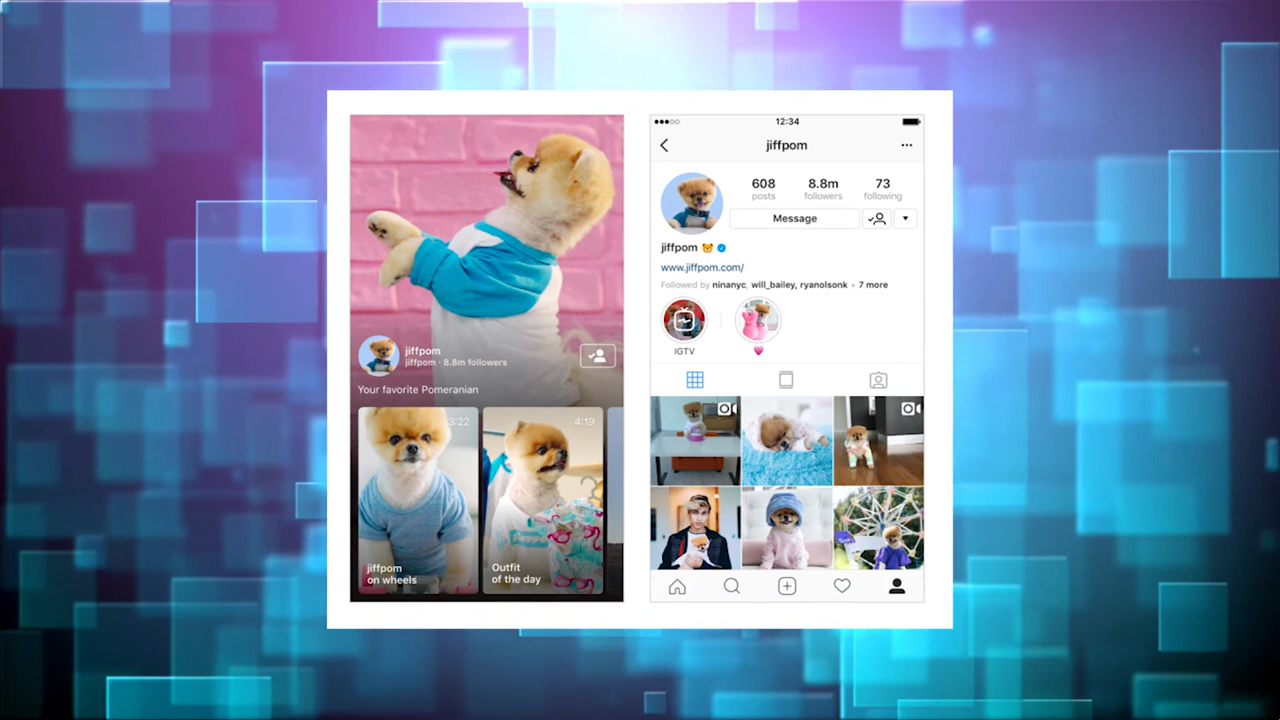 jiffpom
jiffpom · 8.8m followers
Your favorite Pomeranian
3:22
jiffpom
on wheels
4:19
Outfit
of the day
12:34
jiffpom
608 8.8m 73
posts followers following
Message
jiffpom
www.jiffpom.com/
Followed by ninanyc, will_bailey, ryanolsonk + 7 more
IGTV